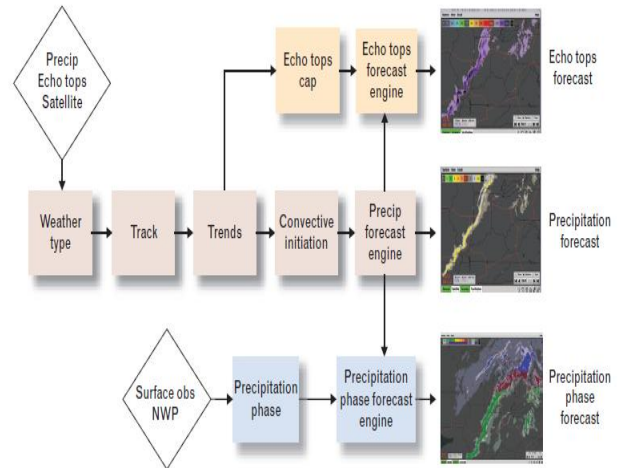 Precip
Echo tops
Satellite
Echo tops
cap
Echo tops
forecast
engine
Echo tops
forecast
Weather
type
Track
Trends
Convective
initiation
Precip
forecast
engine
Precipitation
forecast
Surface obs
NWP
Precipitation
phase
Precipitation
phase forecast
engine
Precipitation
phase
forecast